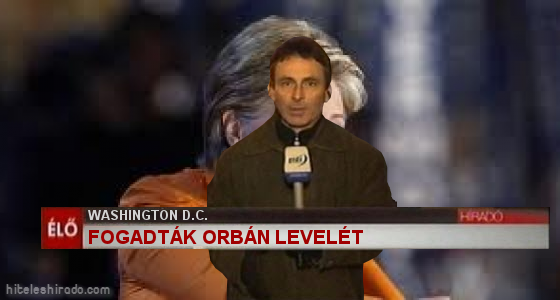 WASHINGTON D.C.
HÍRADÓ
ÉLŐ
FOGADTÁK ORBÁN LEVELÉT
hiteleshirado.com